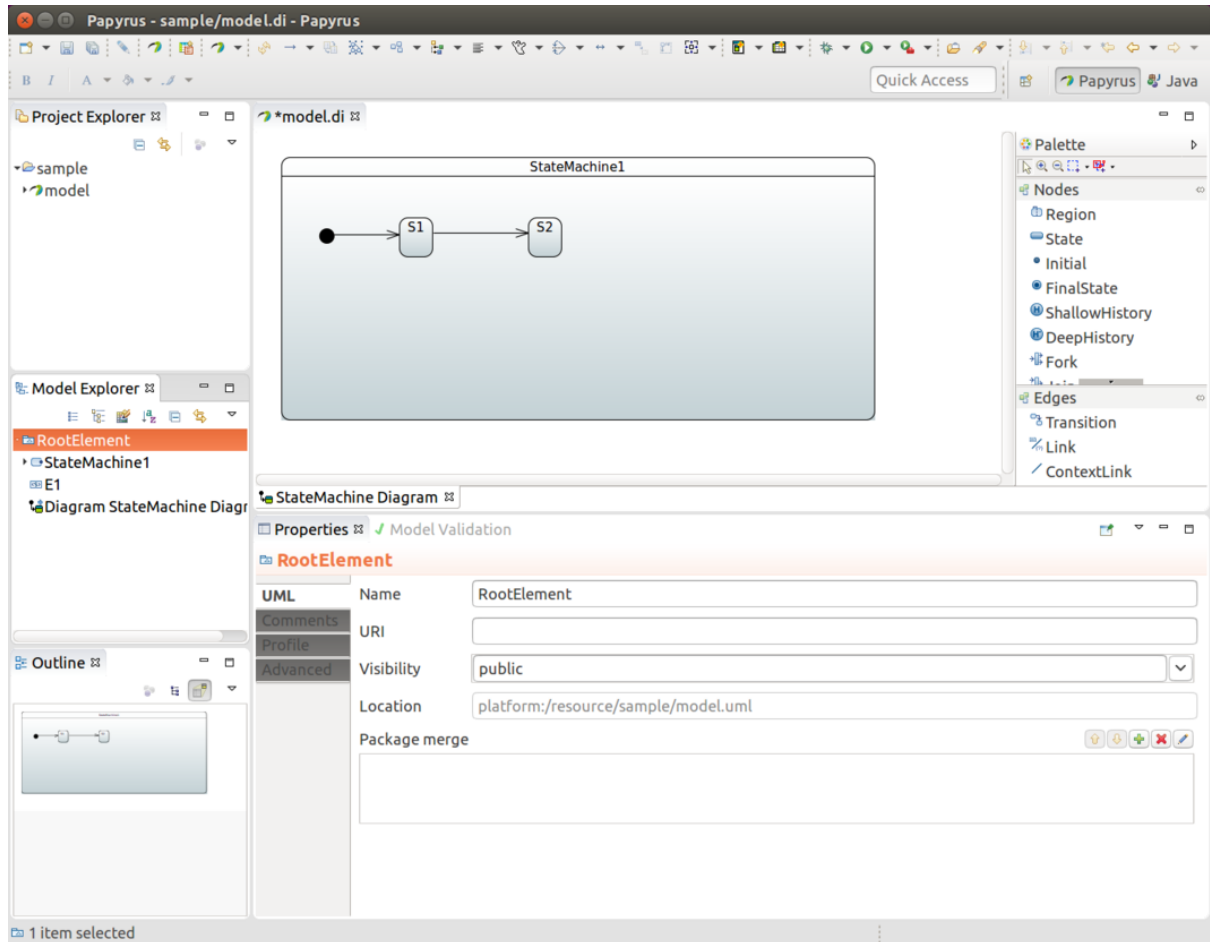 Papyrus - sample/model.di - Papyrus
B I A
Quick Access
Papyrus
Java
Project Explorer
sample
model
*model.di
StateMachine1
S1
S2
Palette
Nodes
Region
State
Initial
FinalState
ShallowHistory
DeepHistory
Fork
Edges
Transition
Link
ContextLink
Model Explorer
RootElement
StateMachine1
E1
Diagram StateMachine Diagr
StateMachine Diagram
Properties
Model Validation
RootElement
UML
Comments
Profile
Advanced
Name
RootElement
URI
Visibility
public
Location
platform:/resource/sample/model.uml
Package merge
Outline
1 item selected